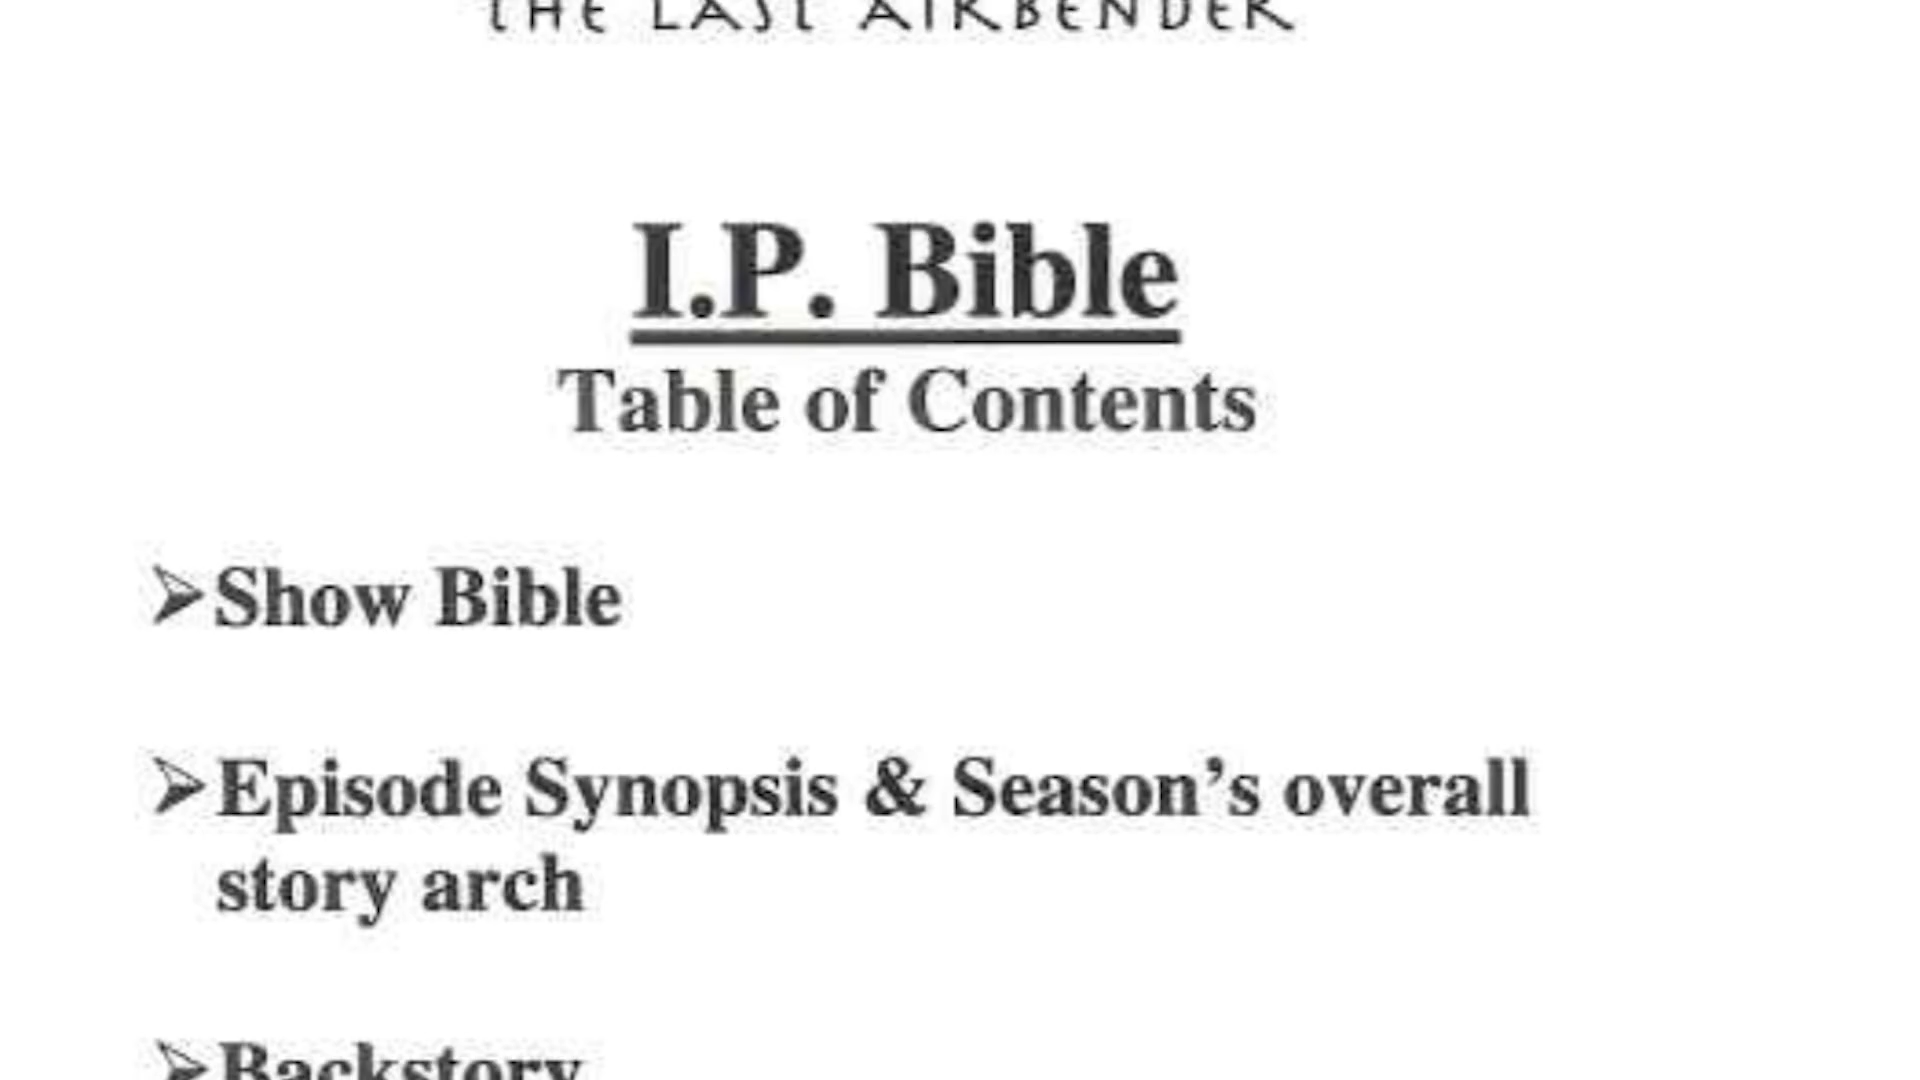 THE LAST AIRBENDER
I.P. Bible
Table of Contents
➢Show Bible
➢Episode Synopsis & Season’s overall
story arch
➢Backstory